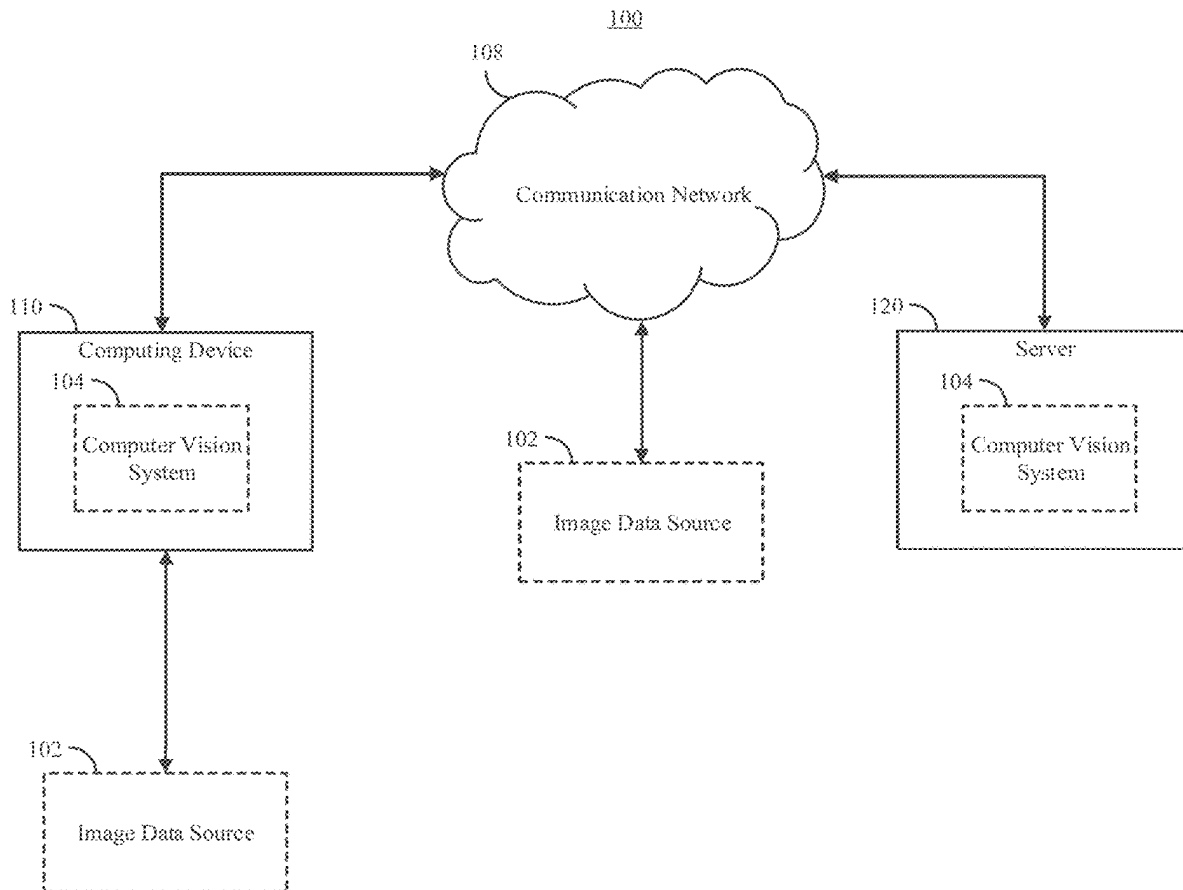 100
108
Communication Network
110
Computing Device
104
Computer Vision
System
102
Image Data Source
120
Server
104
Computer Vision
System
102
Image Data Source